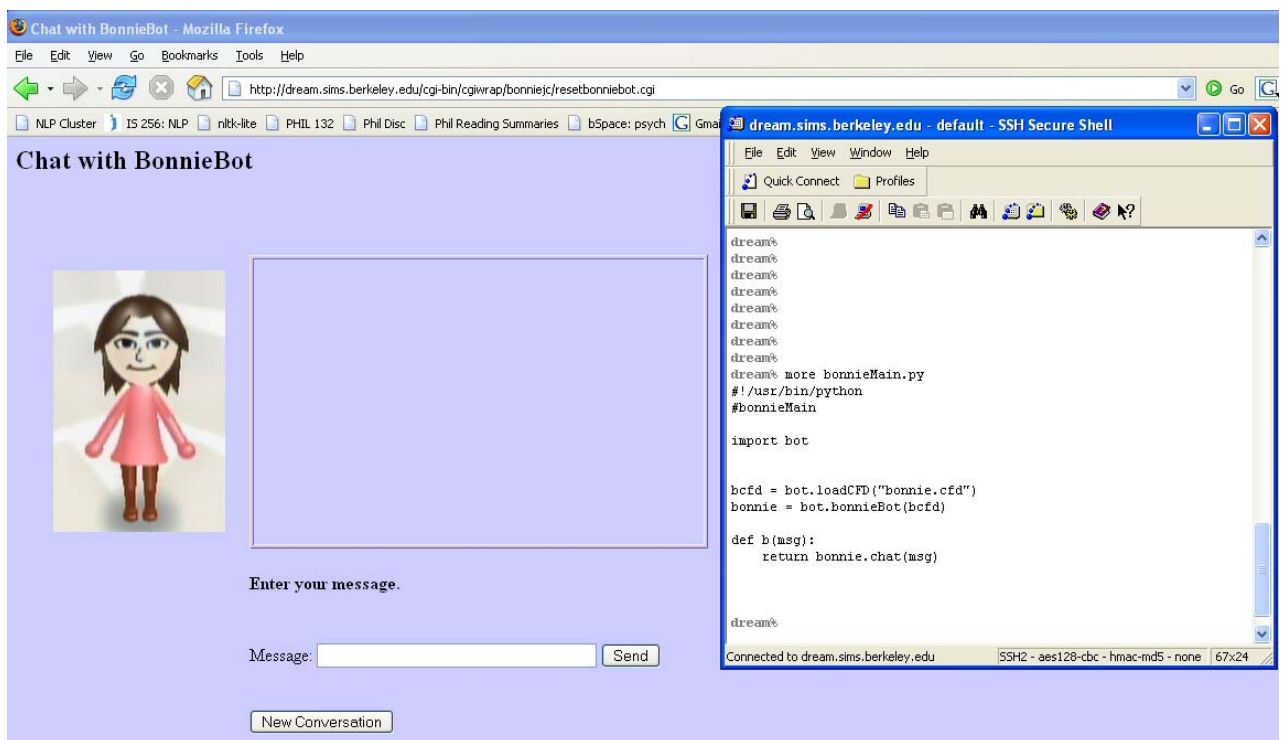 Chat with BonnieBot - Mozilla Firefox
File Edit View Go Bookmarks Tools Help
http://dream.sims.berkeley.edu/cgi-bin/cgiwrap/bonniejc/resetbonniebot.cgi
Go
NLP Cluster IS 256: NLP nltk-lite PHIL 132 Phil Disc Phil Reading Summaries bSpace: psych
Chat with BonnieBot
Enter your message.
Message: Send
New Conversation
dream.sims.berkeley.edu - default - SSH Secure Shell
File Edit View Window Help
Quick Connect Profiles
dream%
dream%
dream%
dream%
dream%
dream%
dream%
dream%
dream% more bonnieMain.py
#!/usr/bin/python
#bonnieMain
import bot
bcfd = bot.loadCFD("bonnie.cfd")
bonnie = bot.bonnieBot(bcfd)
def b(msg):
return bonnie.chat(msg)
dream%
Connected to dream.sims.berkeley.edu SSH2 - aes128-cbc - hmac-md5 - none 67x24